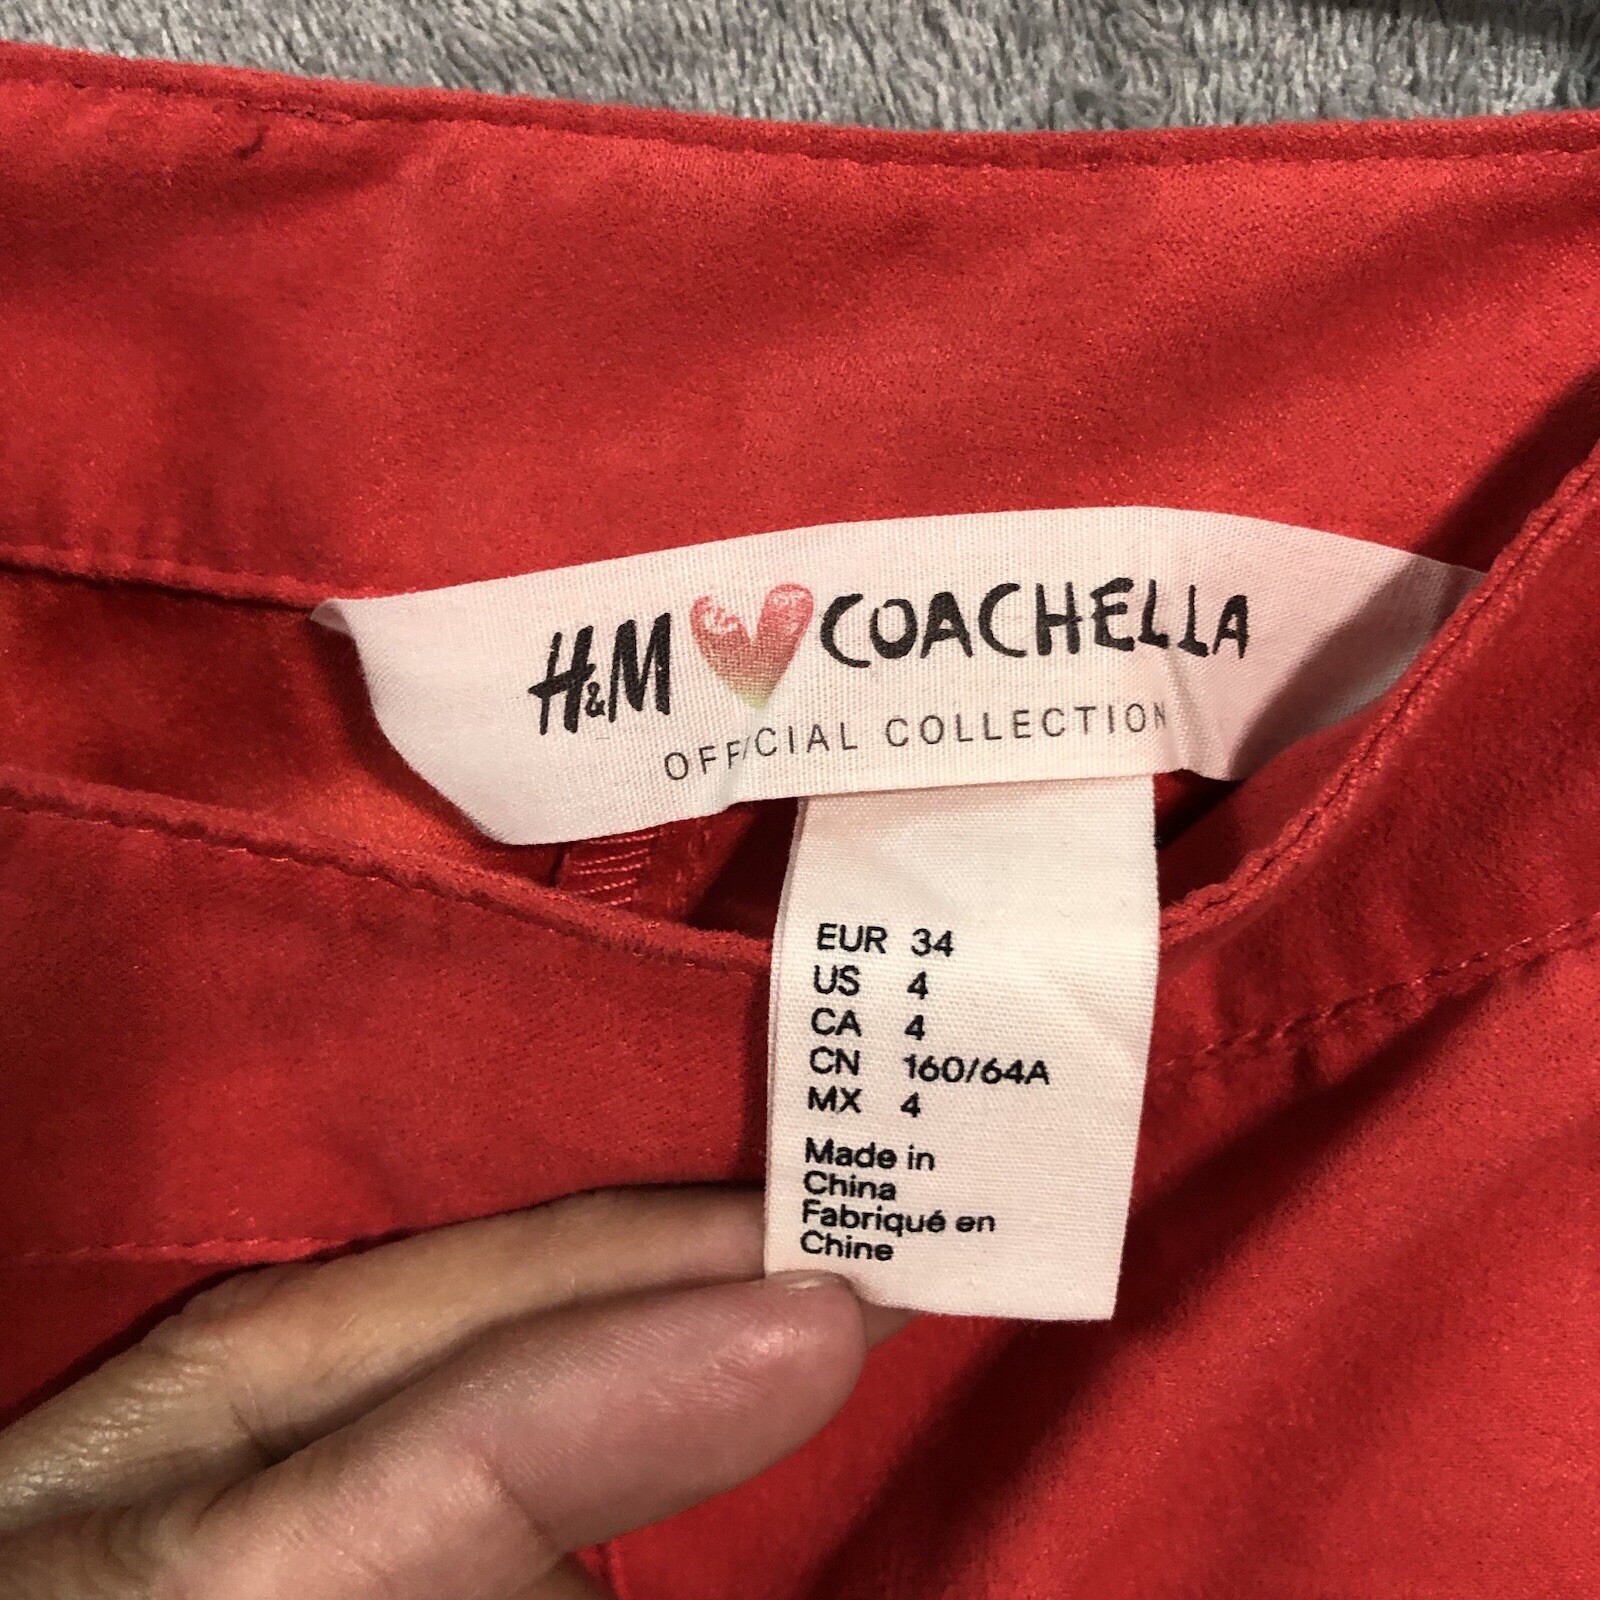 H&M COACHELLA
OFFICIAL COLLECTION
EUR 34
US 4
CA 4
CN 160/64A
MX 4
Made in
China
Fabriqué en
Chine